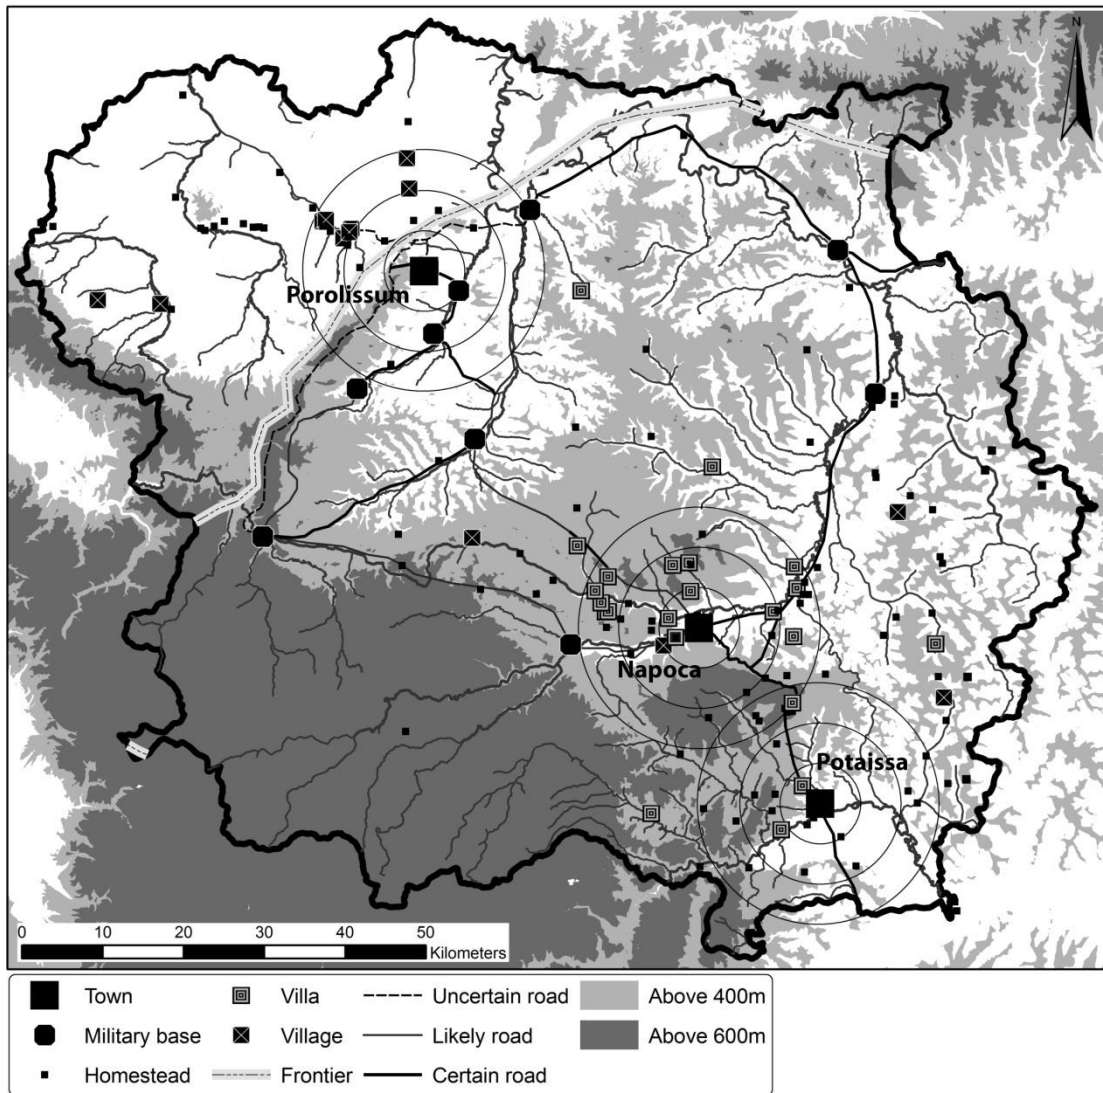 N
Porolissum
Napoca
Potaissa
0 10 20 30 40 50
Kilometers
Town Villa Uncertain road Above 400m
Military base Village Likely road Above 600m
Homestead Frontier Certain road